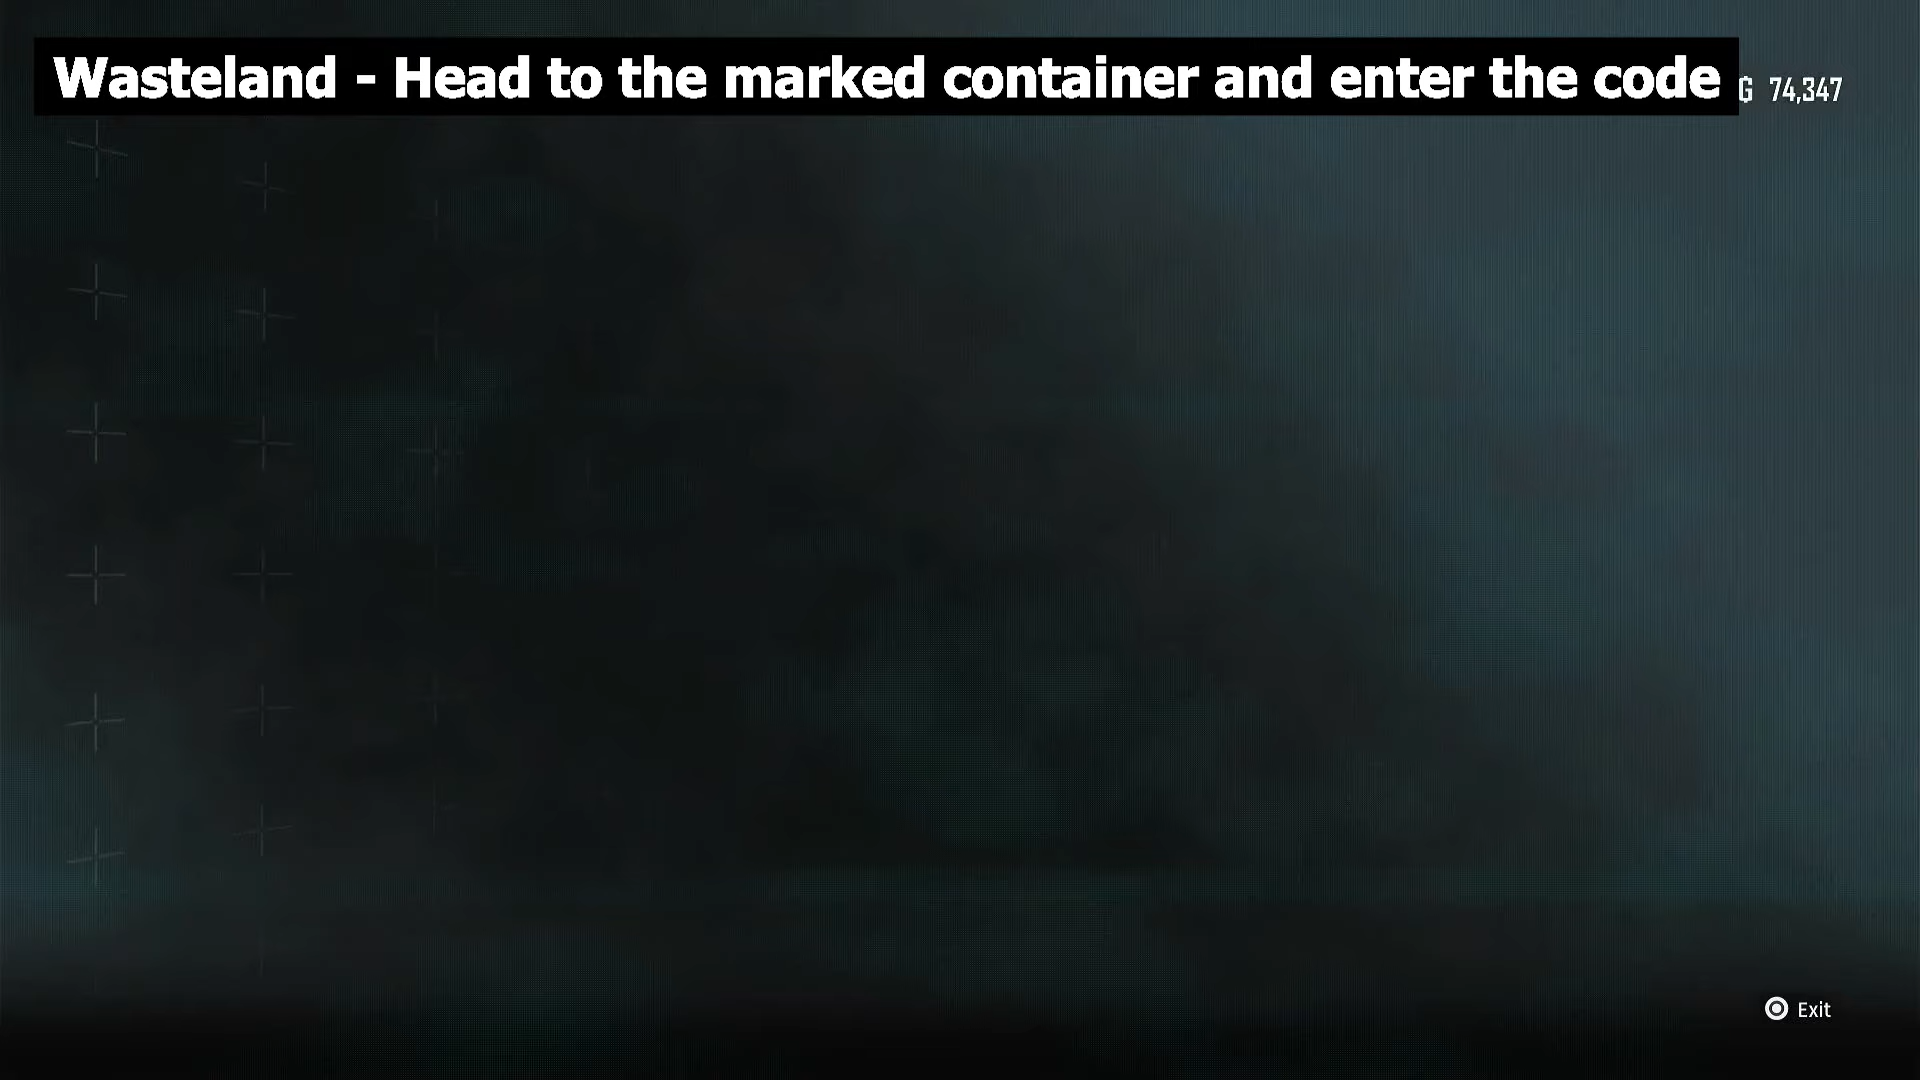 Wasteland - Head to the marked container and enter the code
74,347
Exit